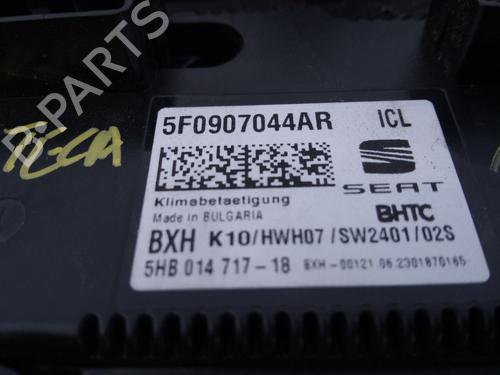 B-PARTS
TECA
5F0907044AR ICL
SEAT
Klimabetaetigung
Made in BULGARIA
BHTC
BXH K10/HWH07 /SW2401/02S
5HB 014 717-18 BXH-00121.06.2301870165